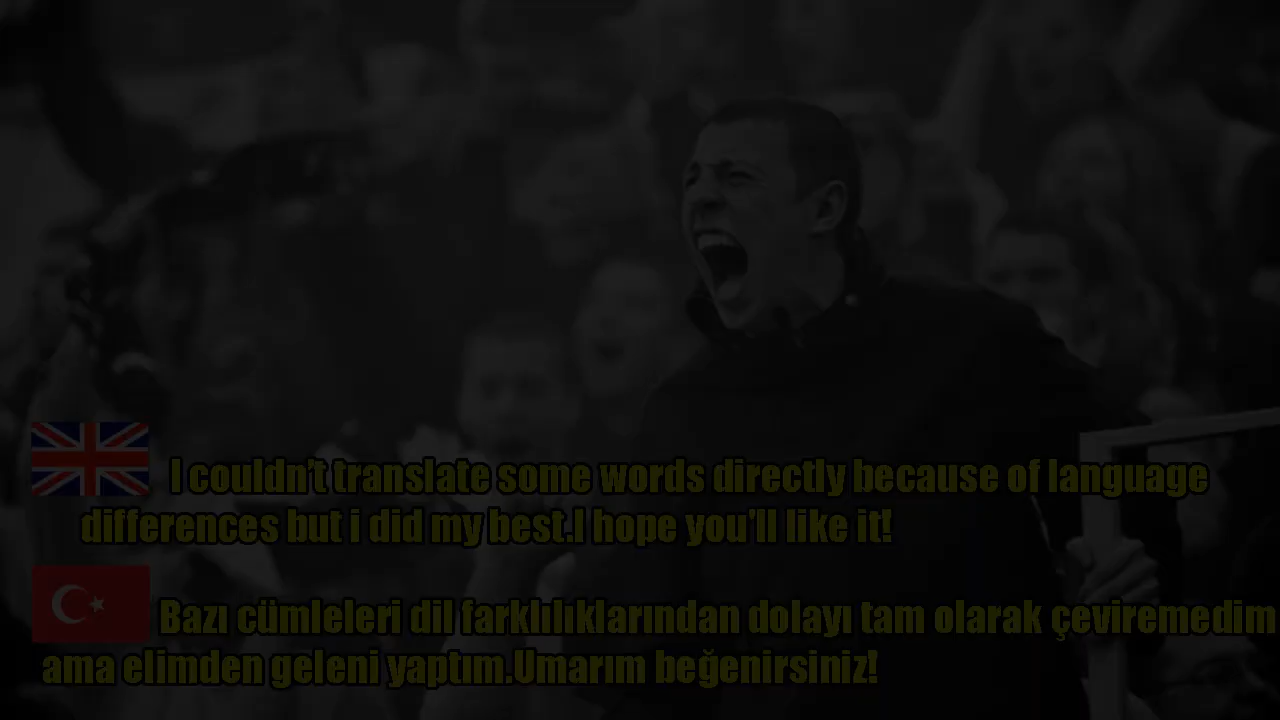 I couldn't translate some words directly because of language
differences but i did my best.I hope you'll like it!
Bazı cümleleri dil farklılıklarından dolayı tam olarak çeviremedim
ama elimden geleni yaptım.Umarım beğenirsiniz!